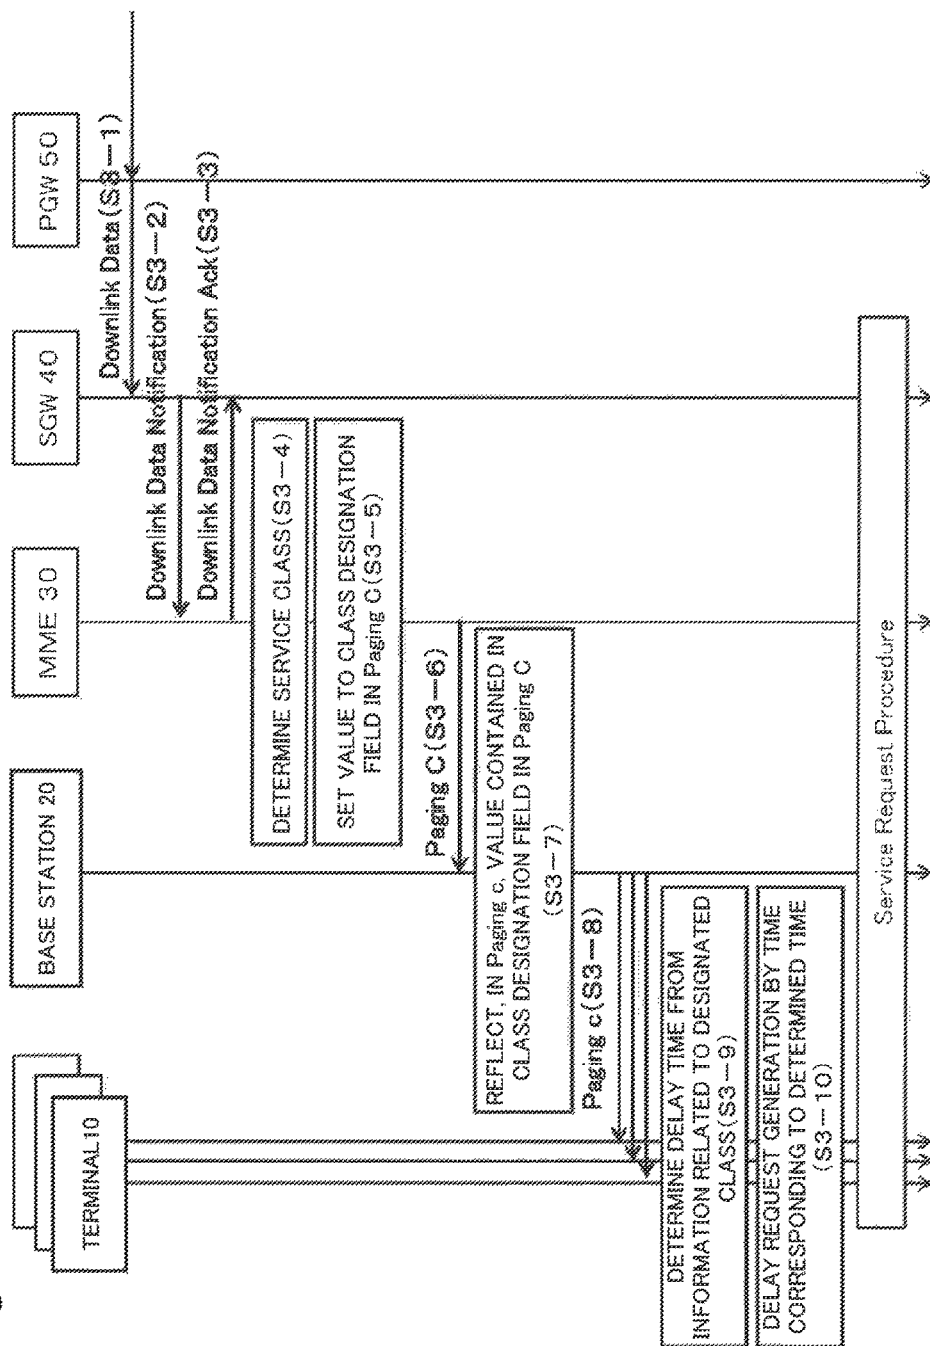 TERMINAL10
BASE STATION 20
MME 30
SGW 40
PGW 50
Downlink Data(S3—1)
Downlink Data Notification(S3—2)
Downlink Data Notification Ack(S3—3)
DETERMINE SERVICE CLASS(S3—4)
SET VALUE TO CLASS DESIGNATION
FIELD IN Paging C(S3—5)
Paging C(S3—6)
REFLECT, IN Paging c, VALUE CONTAINED IN
CLASS DESIGNATION FIELD IN Paging C
(S3—7)
Paging c(S3—8)
DETERMINE DELAY TIME FROM
INFORMATION RELATED TO DESIGNATED
CLASS(S3—9)
DELAY REQUEST GENERATION BY TIME
CORRESPONDING TO DETERMINED TIME
(S3—10)
Service Request Procedure